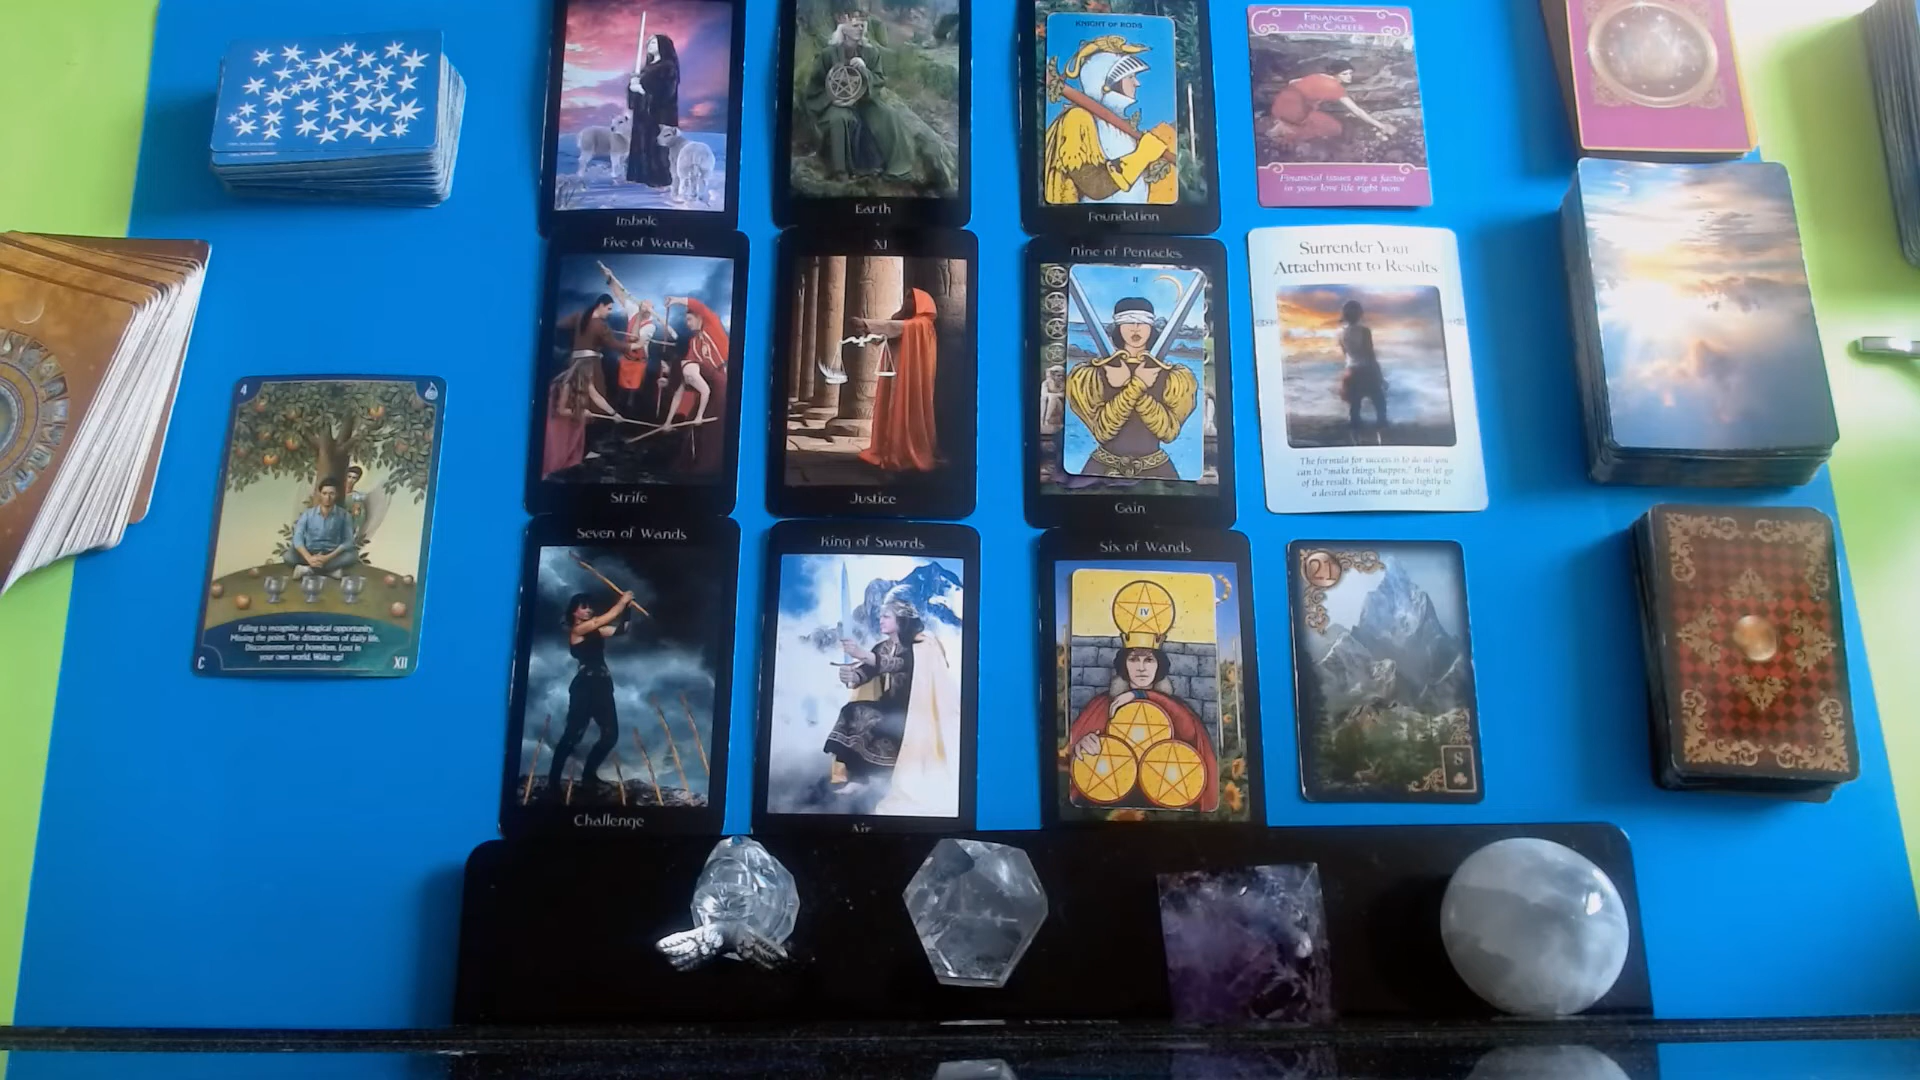 Imbolc
Earth
KNIGHT OF RODS
Foundation
FINANCES
AND CAREER
Financial issues are a factor
in your love life right now
Five of Wands
Strife
XI
Justice
Nine of Pentacles
II
Gain
Surrender Your
Attachment to Results
The formula for success is to do all you
can to "make things happen," then let go
of the results. Holding on too tightly to
a desired outcome can sabotage it
4
Failing to recognize a magical opportunity.
Missing the point. The distractions of daily life.
Discontentment or boredom. Lost in
your own world. Wake up!
C
XII
Seven of Wands
Challenge
King of Swords
Air
Six of Wands
IV
21
8